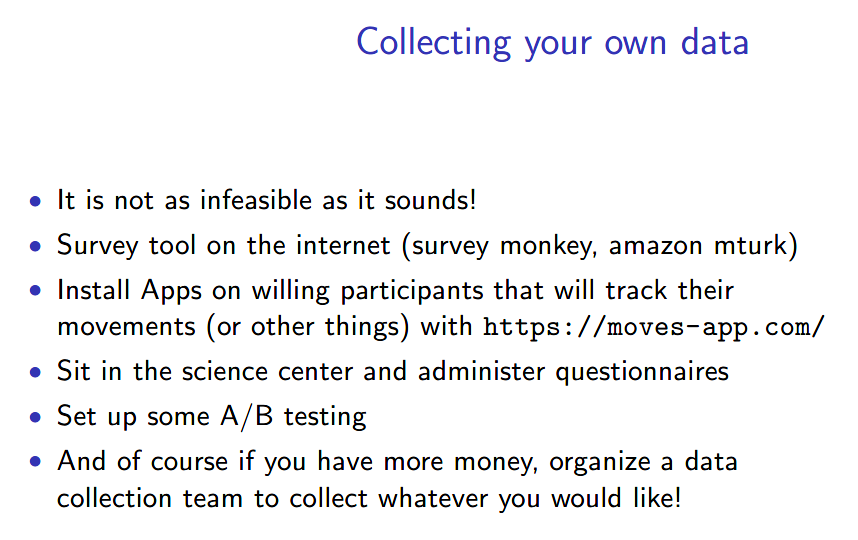 Collecting your own data
• It is not as infeasible as it sounds!
• Survey tool on the internet (survey monkey, amazon mturk)
• Install Apps on willing participants that will track their
movements (or other things) with https://moves-app.com/
• Sit in the science center and administer questionnaires
• Set up some A/B testing
• And of course if you have more money, organize a data
collection team to collect whatever you would like!